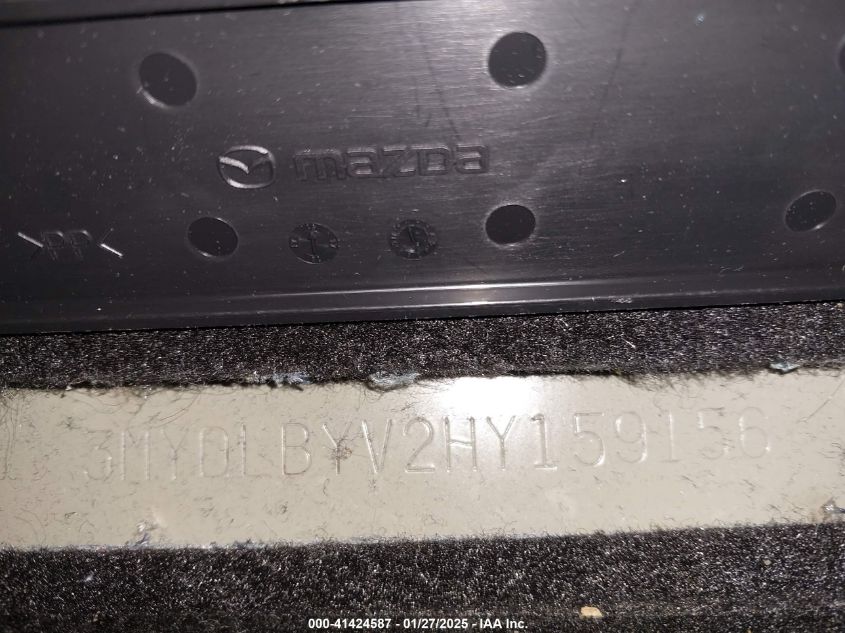 mazda
>PP<
3MYDLBYV2HY159156
000-41424587 - 01/27/2025 - IAA Inc.